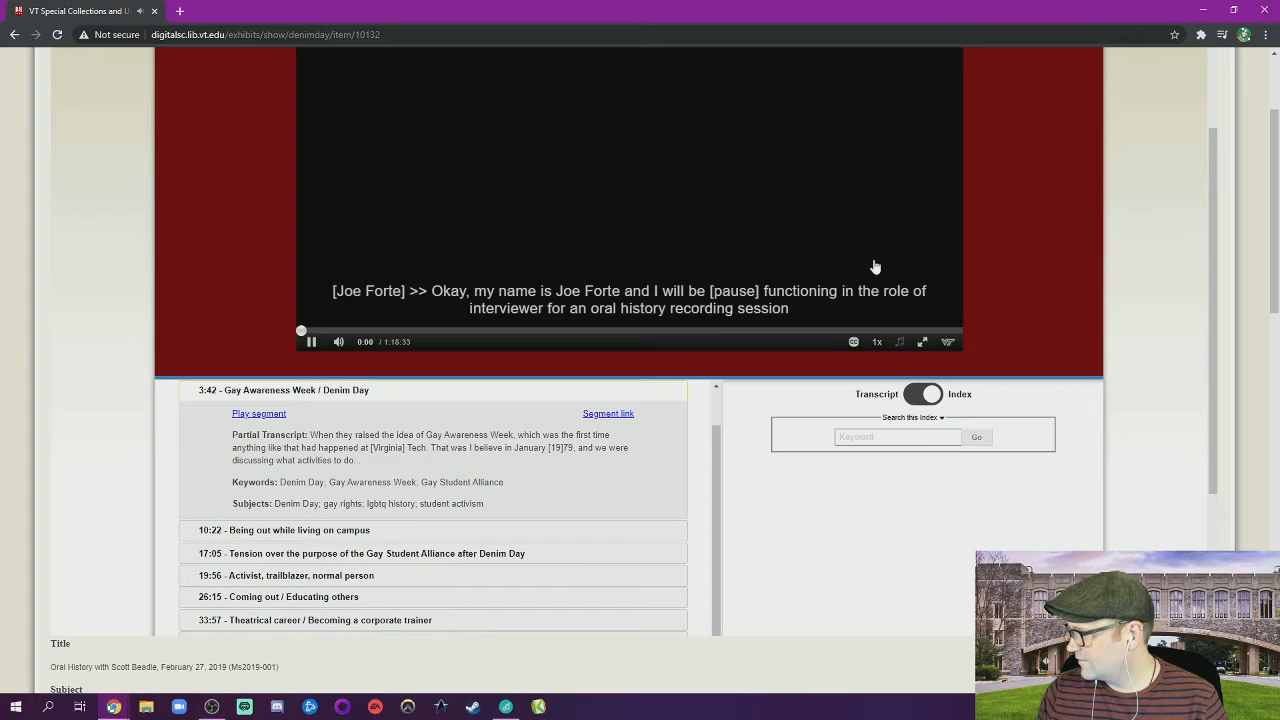 VT Special Collections and U
Not secure
digitalsc.lib.vt.edu/exhibits/show/denimday/item/10132
[Joe Forte] >> Okay, my name is Joe Forte and I will be [pause] functioning in the role of
interviewer for an oral history recording session
0:00 / 1:18:33
CC
1x
3:42 - Gay Awareness Week / Denim Day
Play segment
Segment link
Partial Transcript: When they raised the idea of Gay Awareness Week, which was the first time
anything like that had happened at [Virginia] Tech. That was I believe in January [19]79, and we were
discussing what activities to do...
Keywords: Denim Day; Gay Awareness Week; Gay Student Alliance
Subjects: Denim Day; gay rights; lgbtq history; student activism
10:22 - Being out while living on campus
17:05 - Tension over the purpose of the Gay Student Alliance after Denim Day
19:56 - Activist, trailblazer, normal person
26:15 - Coming out / Educating others
33:57 - Theatrical career / Becoming a corporate trainer
Transcript
Index
Search this Index
Keyword
Go
Title
Oral History with Scott Beadle, February 27, 2019 (Ms2019-001)
Subject